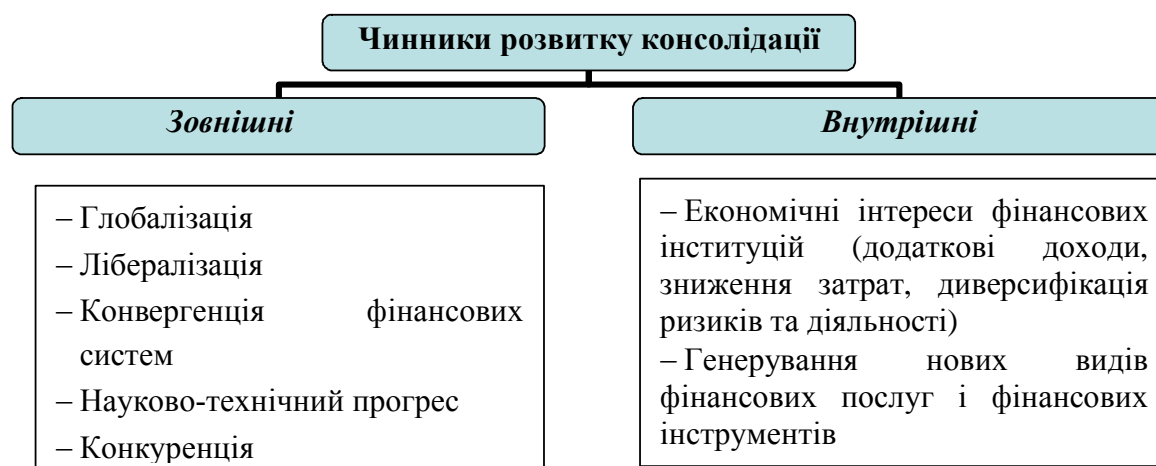 Чинники розвитку консолідації
Зовнішні
– Глобалізація
– Лібералізація
– Конвергенція фінансових
систем
– Науково-технічний прогрес
– Конкуренція
Внутрішні
– Економічні інтереси фінансових
інституцій (додаткові доходи,
зниження затрат, диверсифікація
ризиків та діяльності)
– Генерування нових видів
фінансових послуг і фінансових
інструментів